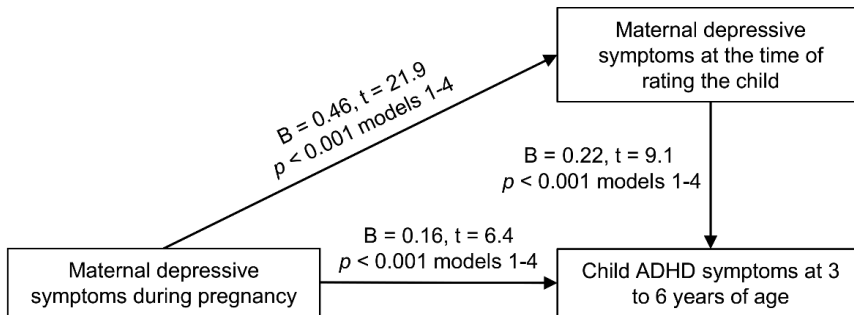 Maternal depressive
symptoms at the time of
rating the child
B = 0.46, t = 21.9
p < 0.001 models 1-4
B = 0.22, t = 9.1
p < 0.001 models 1-4
B = 0.16, t = 6.4
p < 0.001 models 1-4
Maternal depressive
symptoms during pregnancy
Child ADHD symptoms at 3
to 6 years of age